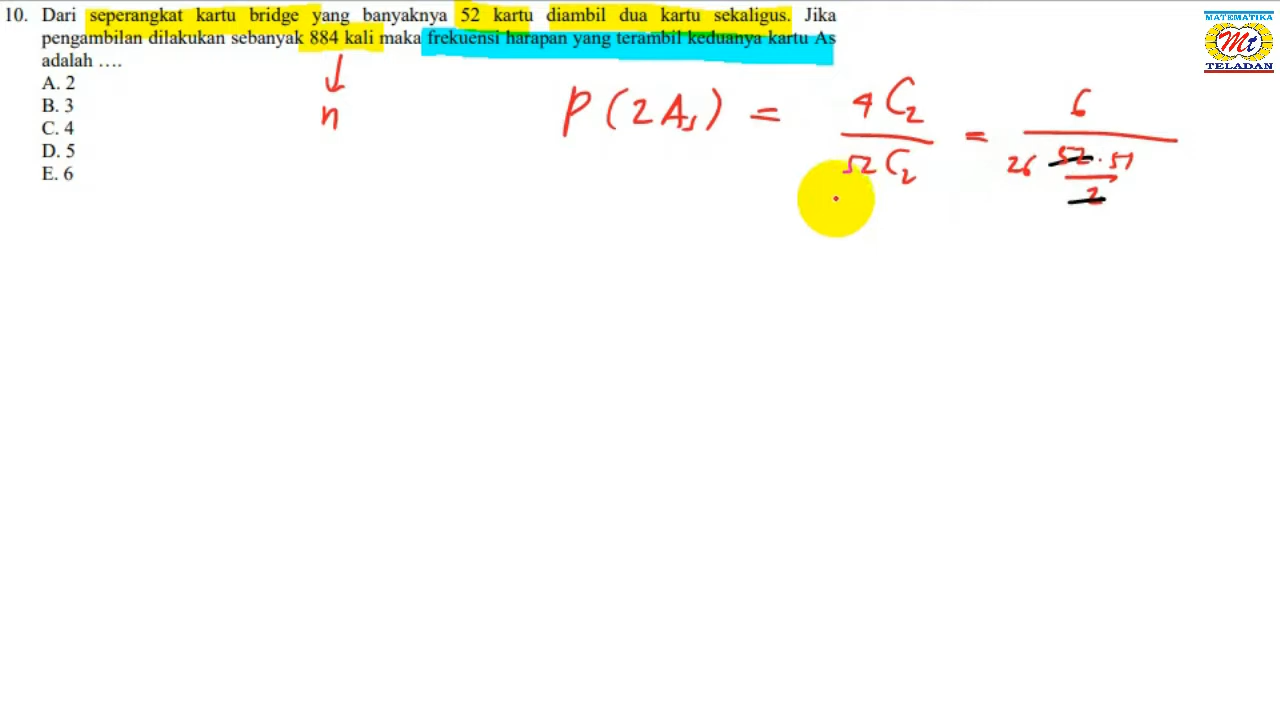 10. Dari seperangkat kartu bridge yang banyaknya 52 kartu diambil dua kartu sekaligus. Jika
pengambilan dilakukan sebanyak 884 kali maka frekuensi harapan yang terambil keduanya kartu As
adalah ….
A. 2
B. 3
C. 4
D. 5
E. 6
n
P (2 As) = 4C2 / 52C2 = 6 / 26 52 . 51 / 2
MATEMATIKA
Mt
TELADAN